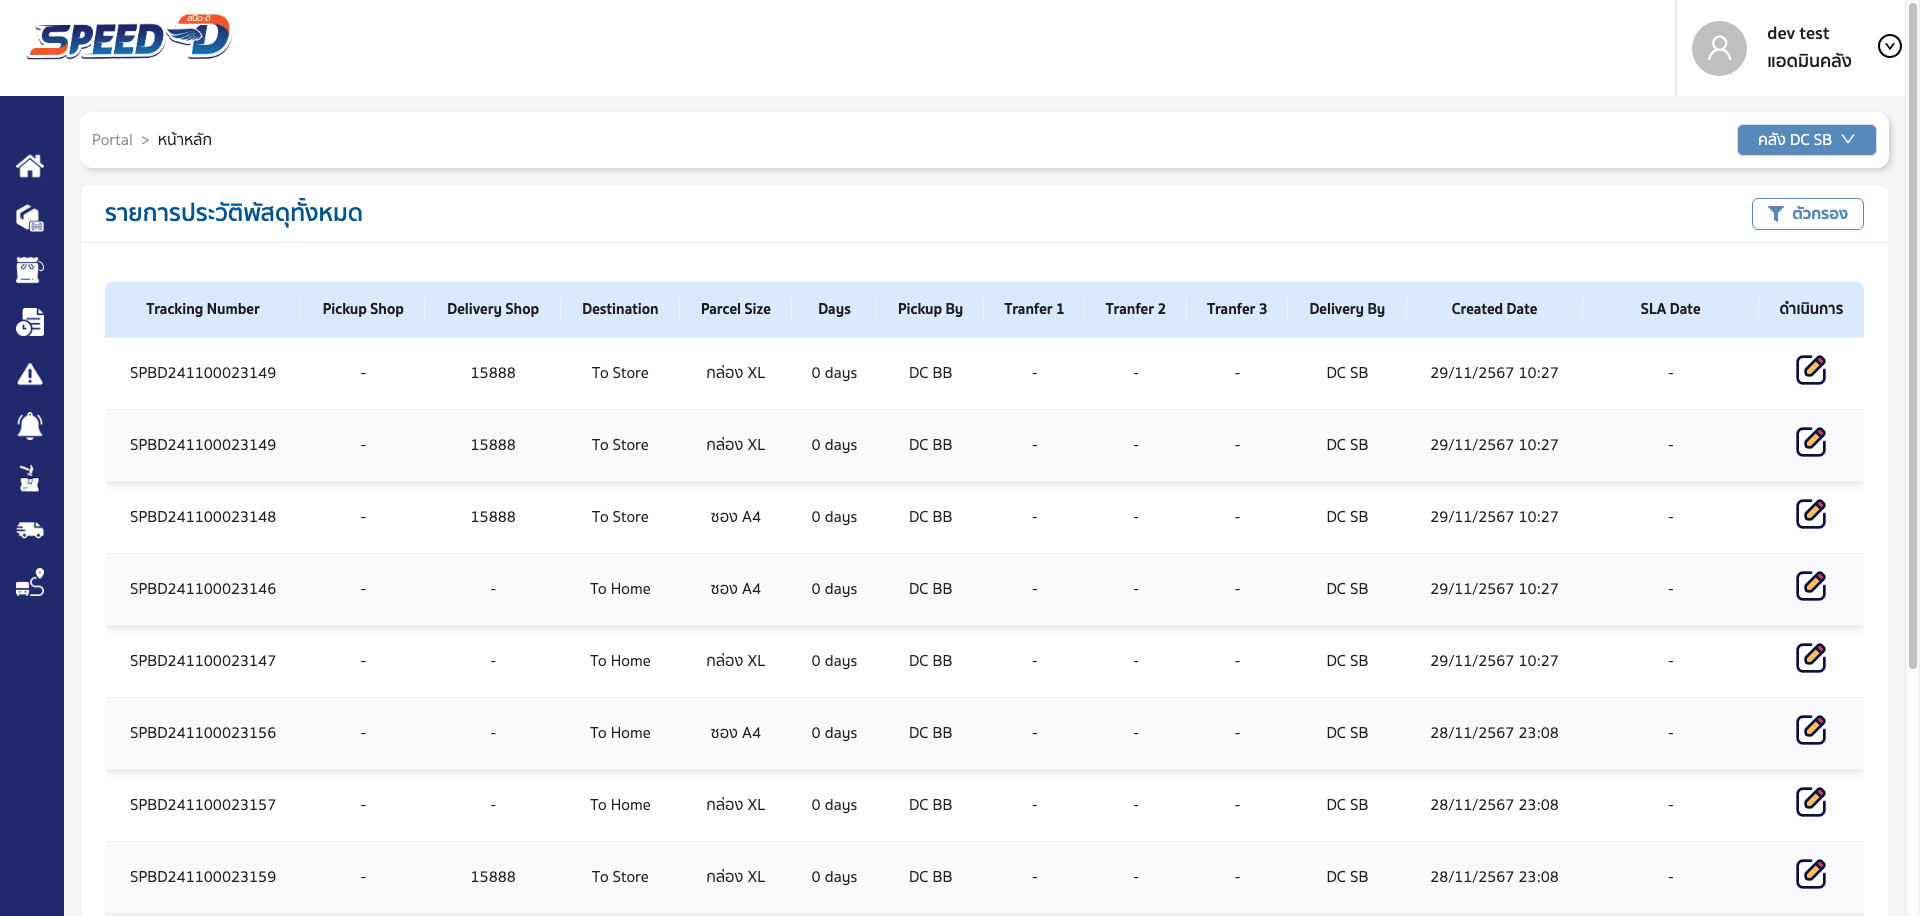 สปีด-ดี
SPEED-D
dev test
แอดมินคลัง
Portal > หน้าหลัก
คลัง DC SB
รายการประวัติพัสดุทั้งหมด
ตัวกรอง
Tracking Number Pickup Shop Delivery Shop Destination Parcel Size Days Pickup By Tranfer 1 Tranfer 2 Tranfer 3 Delivery By Created Date SLA Date ดำเนินการ
SPBD241100023149 - 15888 To Store กล่อง XL 0 days DC BB - - - DC SB 29/11/2567 10:27 -
SPBD241100023149 - 15888 To Store กล่อง XL 0 days DC BB - - - DC SB 29/11/2567 10:27 -
SPBD241100023148 - 15888 To Store ซอง A4 0 days DC BB - - - DC SB 29/11/2567 10:27 -
SPBD241100023146 - - To Home ซอง A4 0 days DC BB - - - DC SB 29/11/2567 10:27 -
SPBD241100023147 - - To Home กล่อง XL 0 days DC BB - - - DC SB 29/11/2567 10:27 -
SPBD241100023156 - - To Home ซอง A4 0 days DC BB - - - DC SB 28/11/2567 23:08 -
SPBD241100023157 - - To Home กล่อง XL 0 days DC BB - - - DC SB 28/11/2567 23:08 -
SPBD241100023159 - 15888 To Store กล่อง XL 0 days DC BB - - - DC SB 28/11/2567 23:08 -